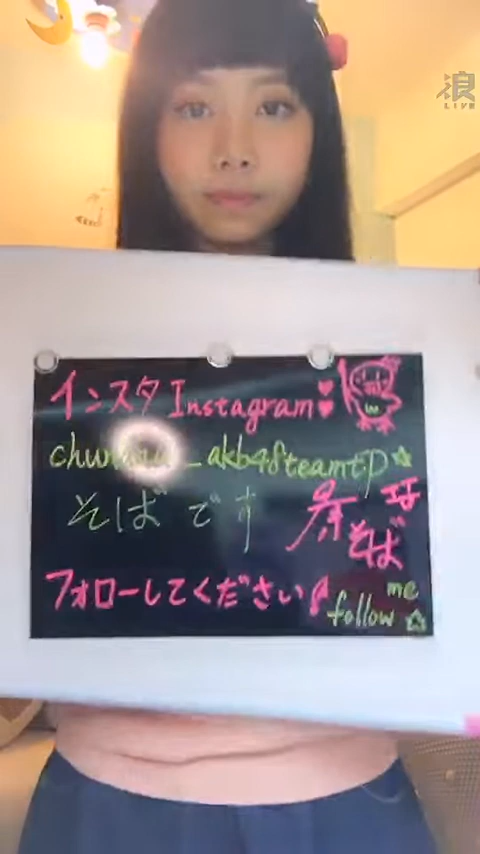 浪
LIVE
インスタ Instagram
_akb48teamtp
そばです
そば
フォローしてください♪
follow me